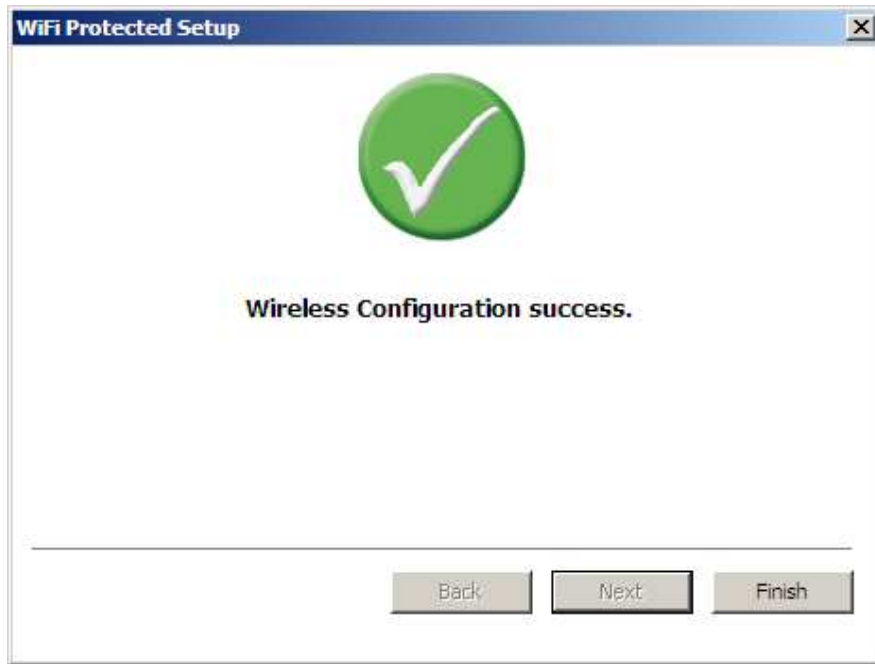 WiFi Protected Setup
Wireless Configuration success.
Back Next Finish